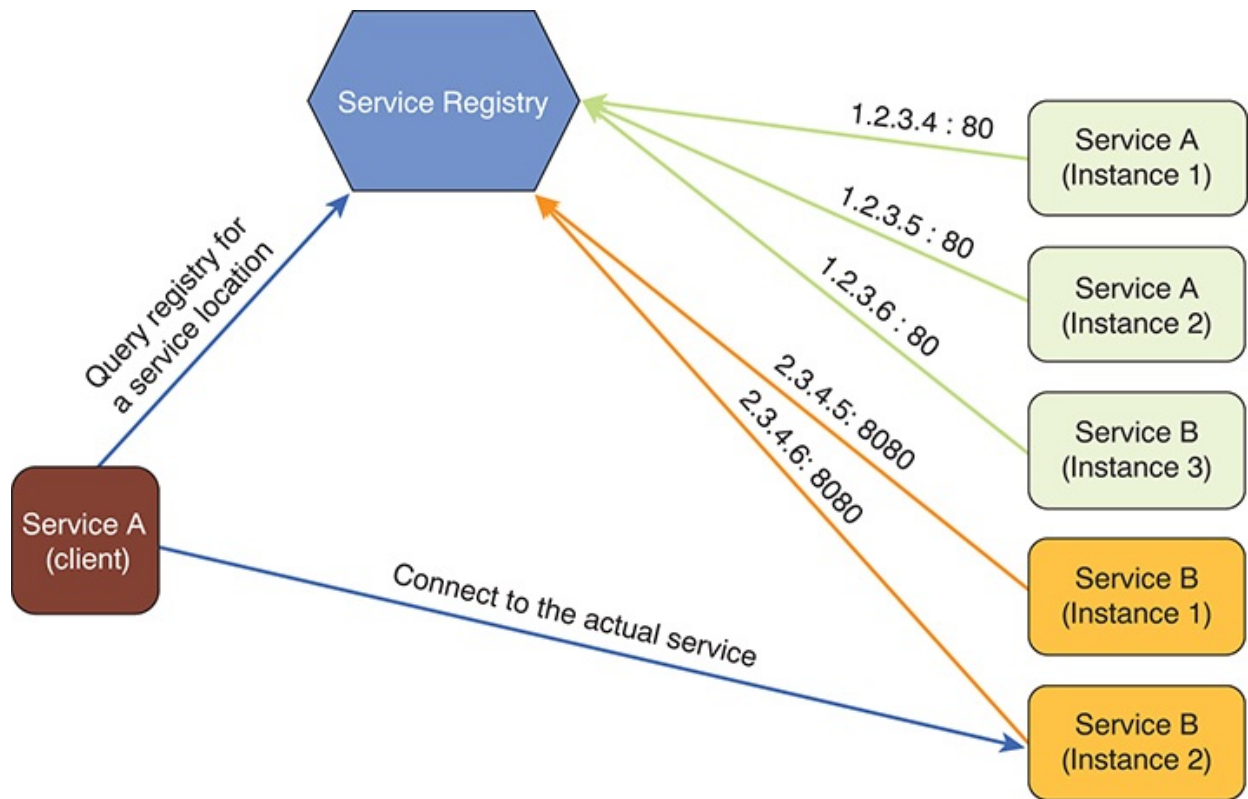 Service Registry
1.2.3.4 : 80
Service A
(Instance 1)
1.2.3.5 : 80
Service A
(Instance 2)
1.2.3.6 : 80
Service B
(Instance 3)
Query registry for
a service location
2.3.4.5: 8080
2.3.4.6: 8080
Service A
(client)
Connect to the actual service
Service B
(Instance 1)
Service B
(Instance 2)